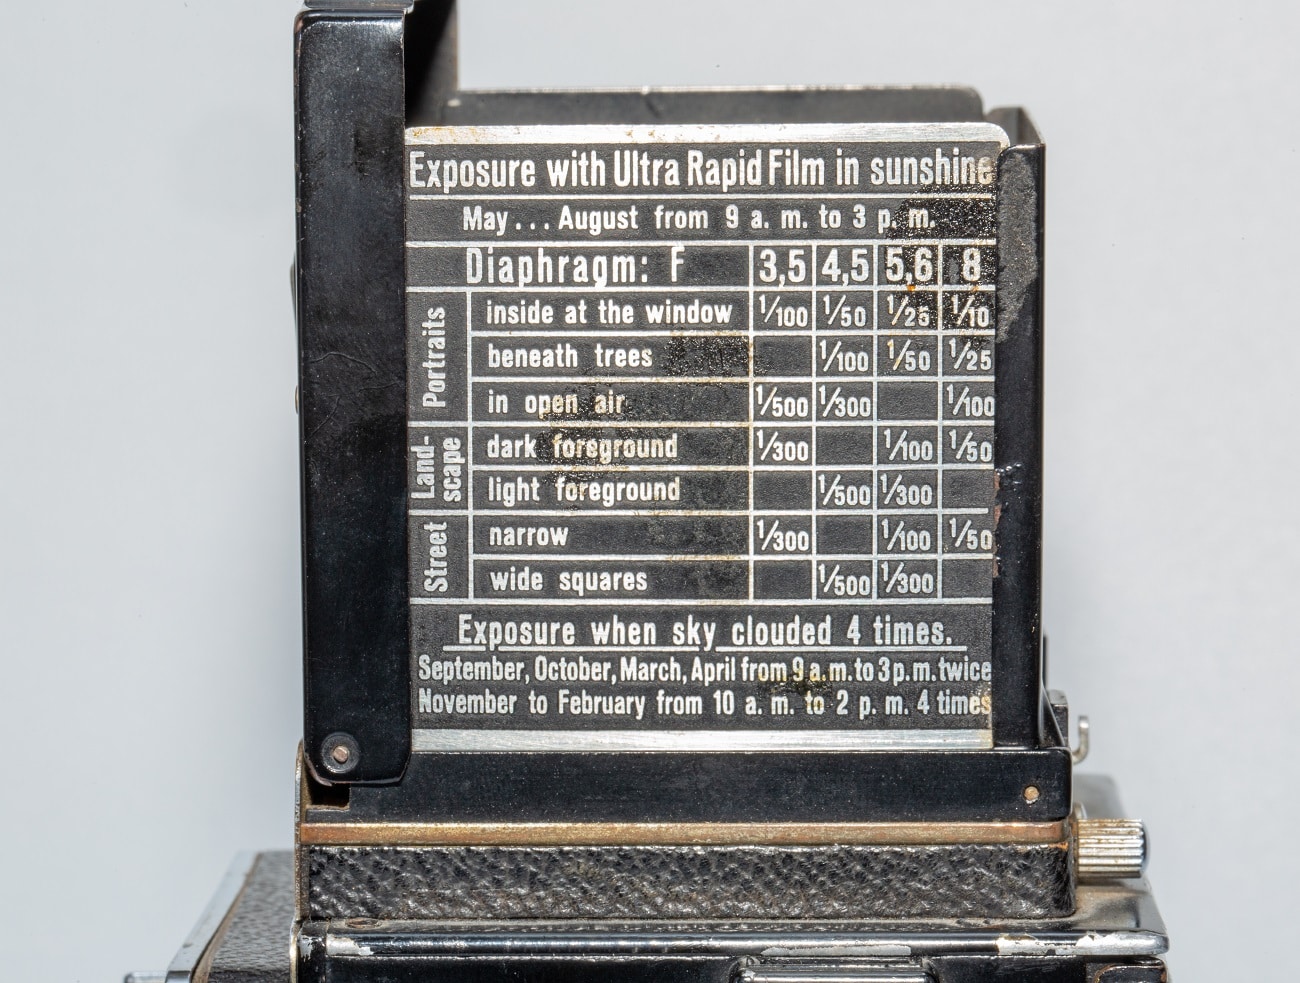 Exposure with Ultra Rapid Film in sunshine
May... August from 9 a. m. to 3 p. m.
Diaphragm: F 3,5 4,5 5,6 8
Portraits
inside at the window 1/100 1/50 1/25 1/10
beneath trees 1/100 1/50 1/25
in open air 1/500 1/300 1/100
Land-
scape
dark foreground 1/300 1/100 1/50
light foreground 1/500 1/300
Street
narrow 1/300 1/100 1/50
wide squares 1/500 1/300
Exposure when sky clouded 4 times.
September, October, March, April from 9 a.m. to 3 p.m. twice
November to February from 10 a. m. to 2 p. m. 4 times